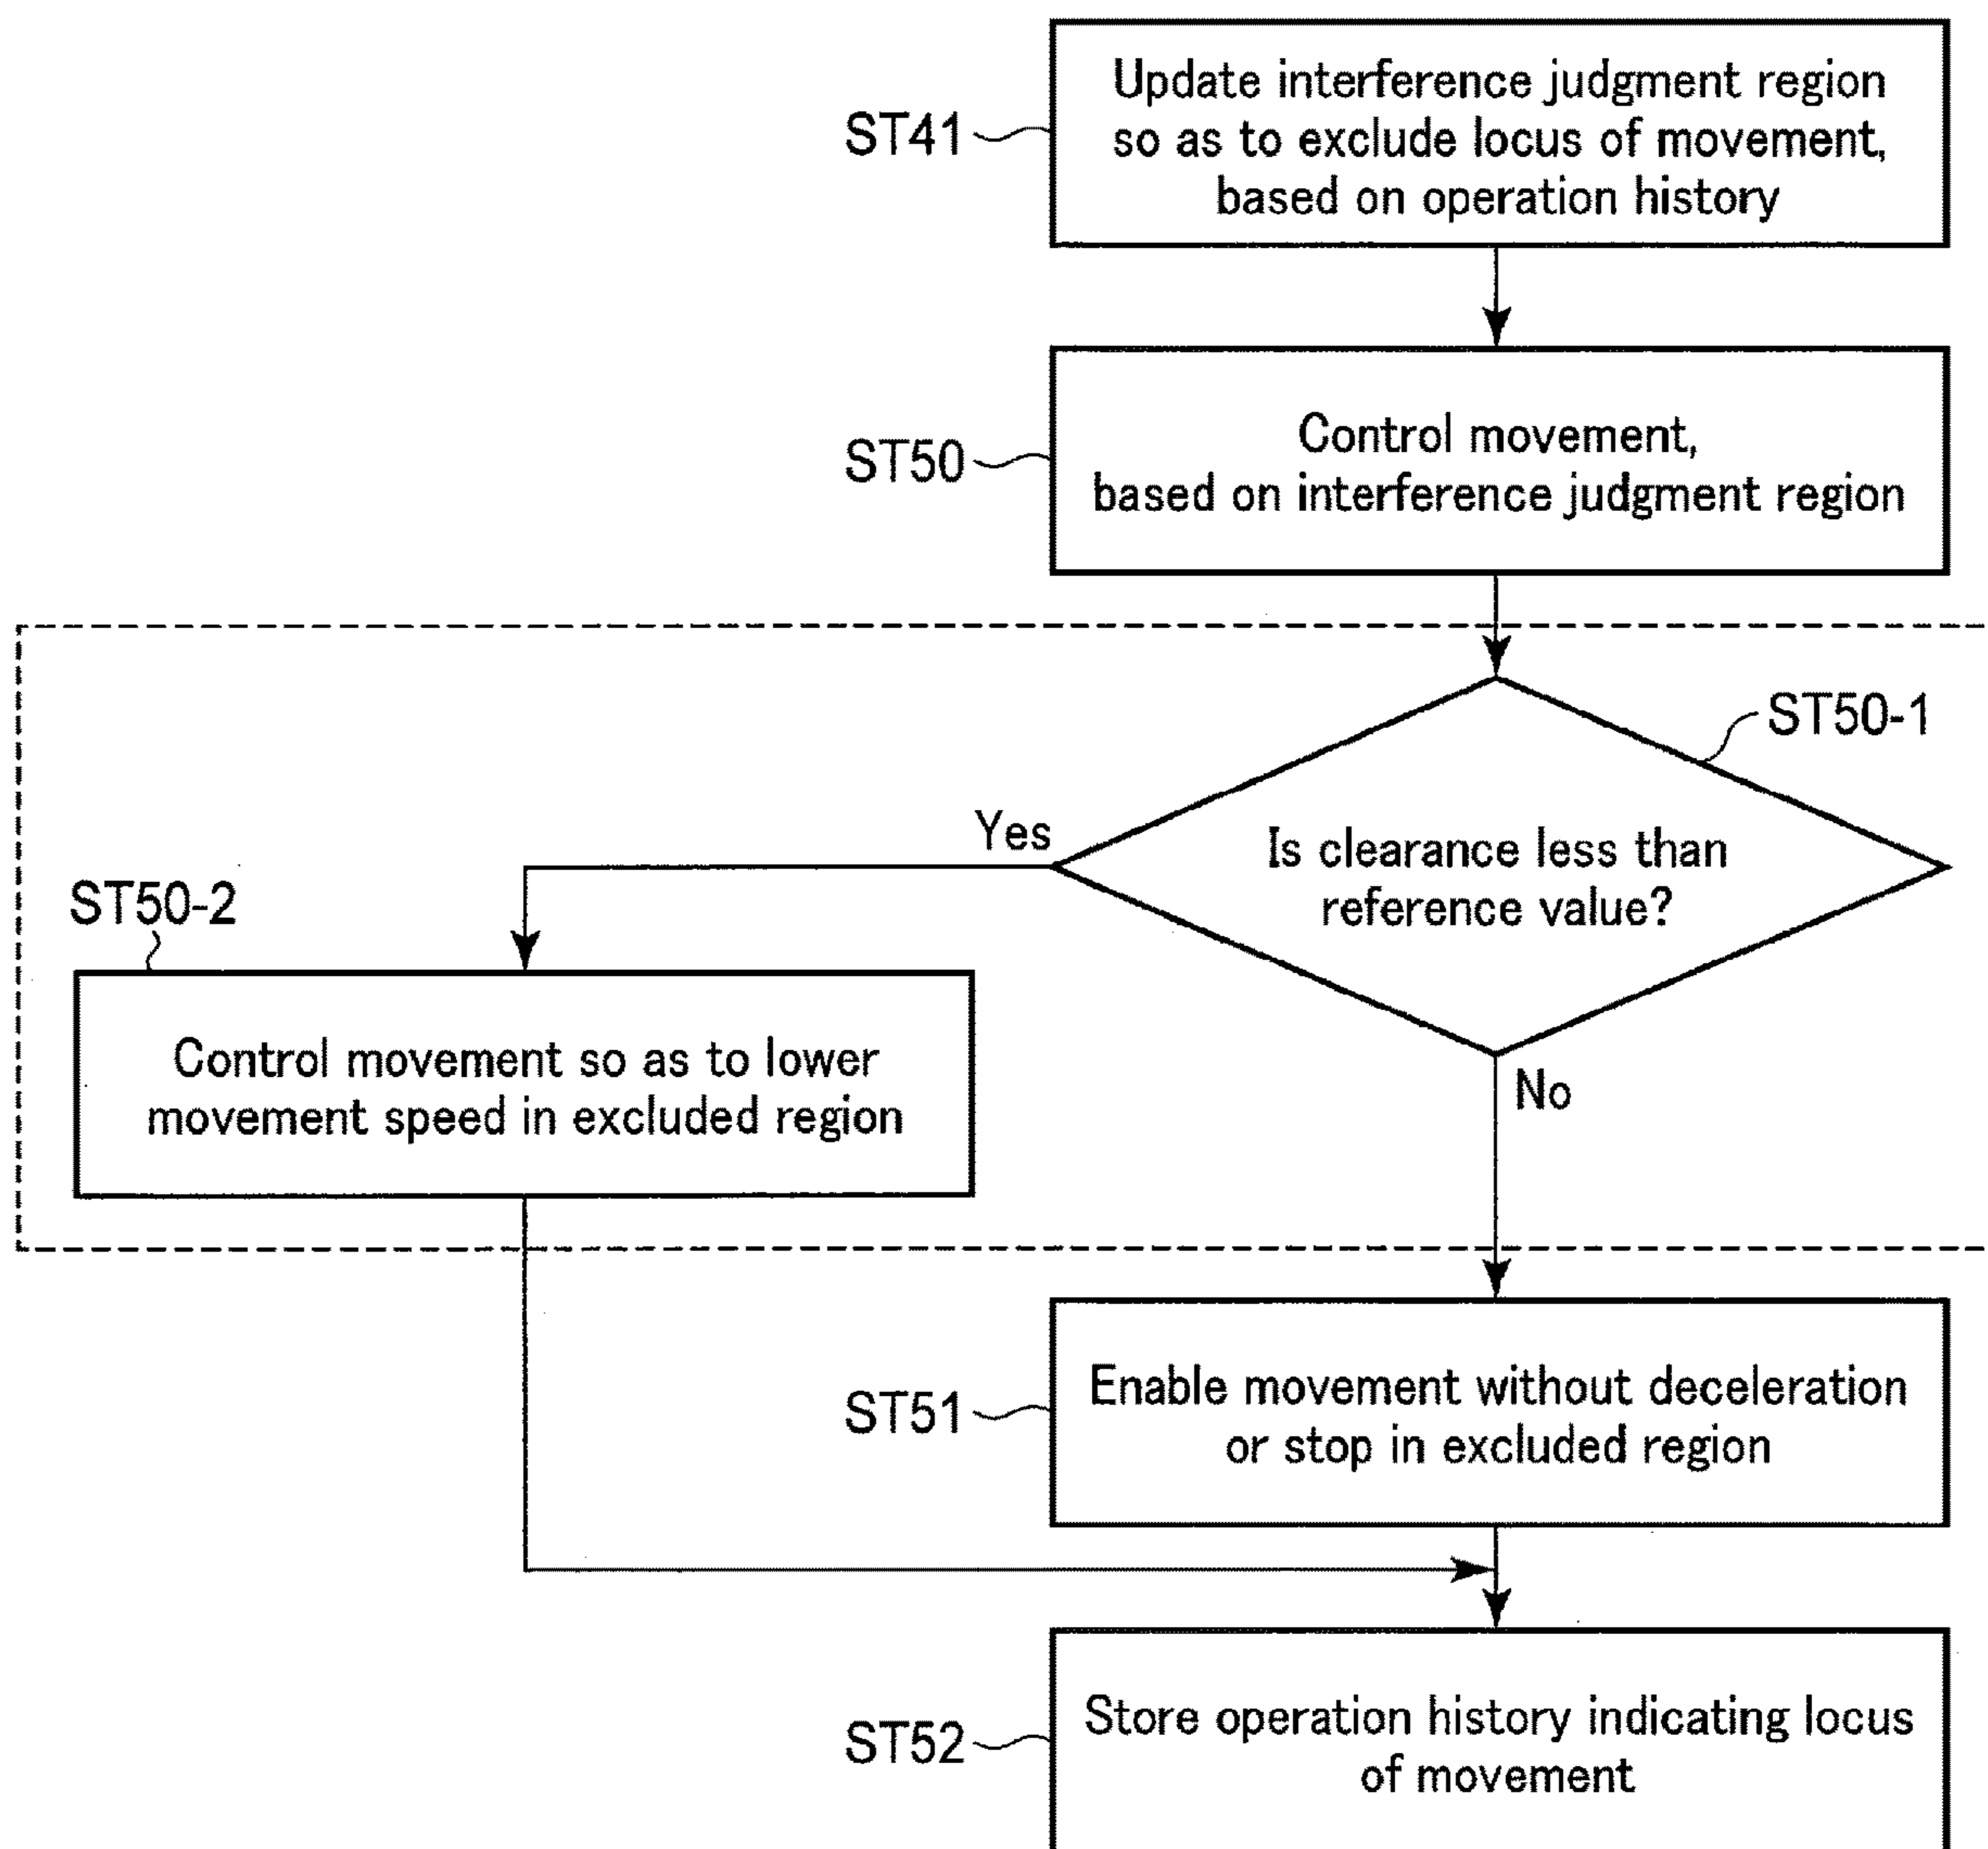 ST41
Update interference judgment region
so as to exclude locus of movement,
based on operation history
ST50
Control movement,
based on interference judgment region
ST50-1
Is clearance less than
reference value?
Yes
No
ST50-2
Control movement so as to lower
movement speed in excluded region
ST51
Enable movement without deceleration
or stop in excluded region
ST52
Store operation history indicating locus
of movement